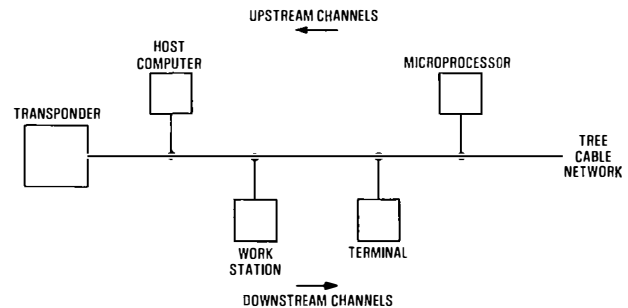 UPSTREAM CHANNELS
HOST
COMPUTER
MICROPROCESSOR
TRANSPONDER
TREE
CABLE
NETWORK
WORK
STATION
TERMINAL
DOWNSTREAM CHANNELS